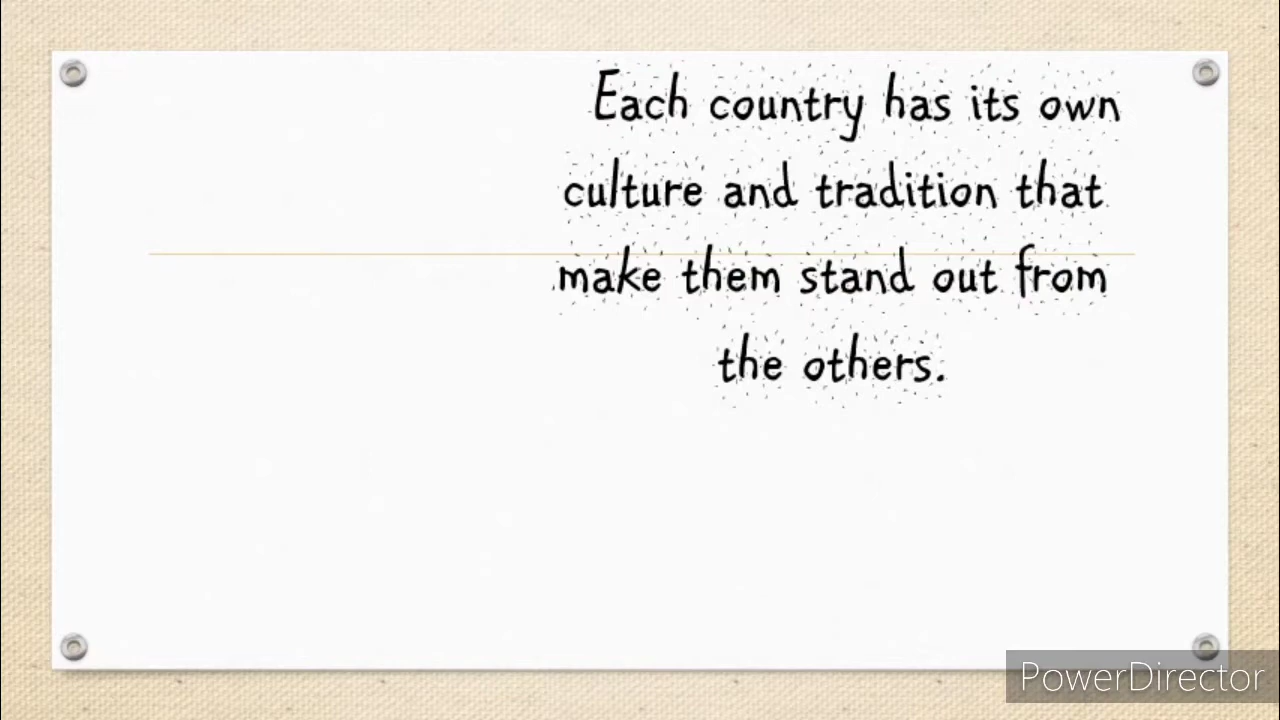 Each country has its own
culture and tradition that
make them stand out from
the others.
PowerDirector